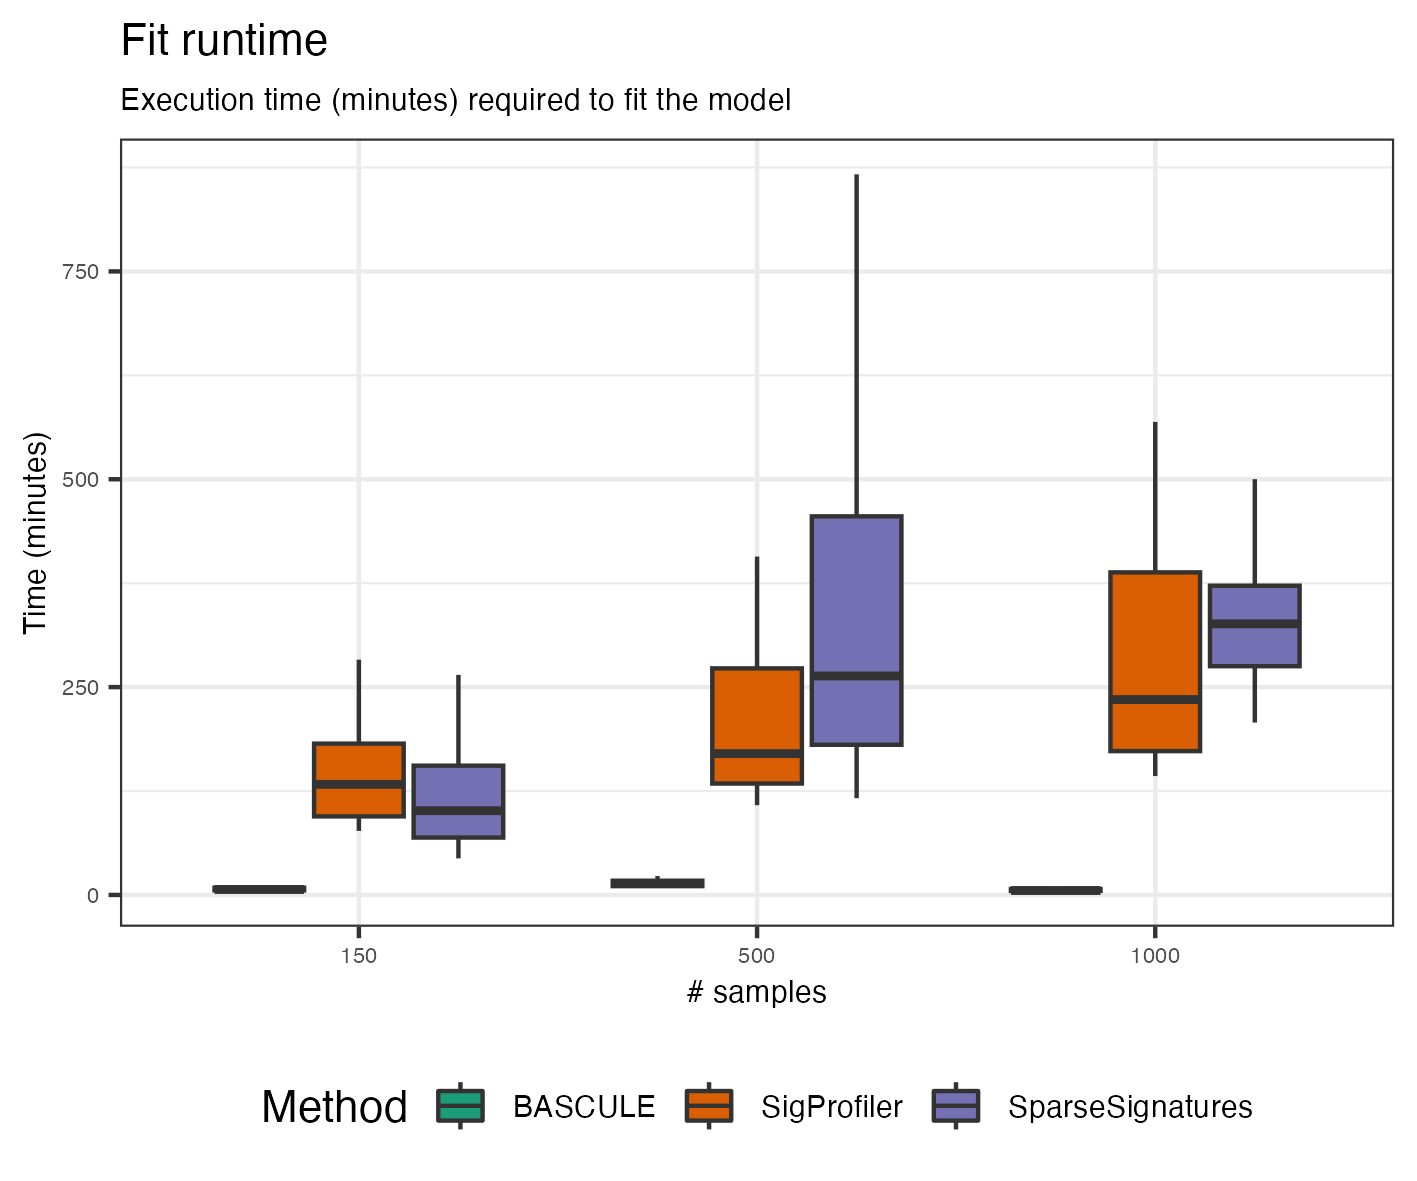 Fit runtime
Execution time (minutes) required to fit the model
Time (minutes)
750
500
250
0
150 500 1000
# samples
Method BASCULE SigProfiler SparseSignatures